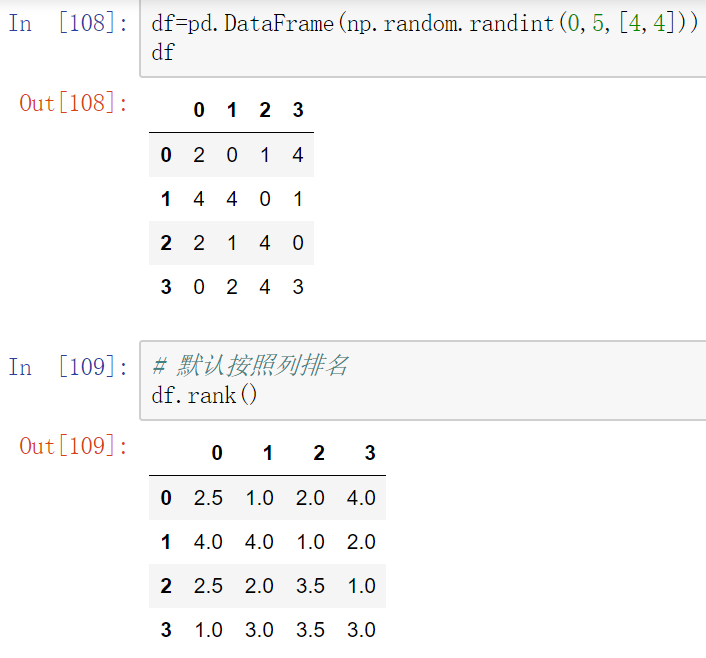 In [108]: df=pd.DataFrame(np.random.randint(0,5,[4,4]))
df
Out[108]:
0 1 2 3
0 2 0 1 4
1 4 4 0 1
2 2 1 4 0
3 0 2 4 3
In [109]: # 默认按照列排名
df.rank()
Out[109]:
0 1 2 3
0 2.5 1.0 2.0 4.0
1 4.0 4.0 1.0 2.0
2 2.5 2.0 3.5 1.0
3 1.0 3.0 3.5 3.0